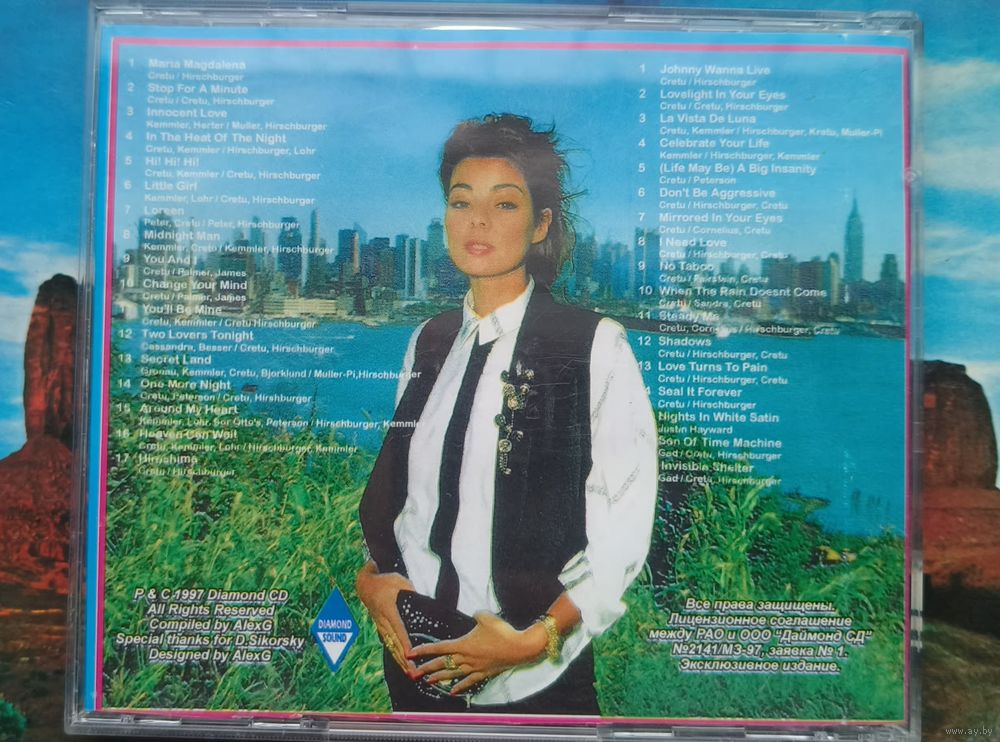 1 Maria Magdalena
Cretu / Hirschburger
2 Stop For A Minute
Cretu / Cretu, Hirschburger
3 Innocent Love
Kemmler, Herter / Muller, Hirschburger
4 In The Heat Of The Night
Cretu, Kemmler / Hirschburger, Lohr
5 Hi! Hi! Hi!
Cretu, Kemmler / Cretu, Hirschburger
6 Little Girl
Kemmler, Lohr / Cretu, Hirschburger
7 Loreen
Peter, Cretu / Peter, Hirschburger
8 Midnight Man
Kemmler, Cretu / Kemmler, Hirschburger
9 You And I
Cretu / Palmer, James
10 Change Your Mind
Cretu / Palmer, James
11 You'll Be Mine
Cretu, Kemmler / Cretu Hirschburger
12 Two Lovers Tonight
Cassandra, Besser / Cretu, Hirschburger
13 Secret Land
Gronau, Kemmler, Cretu, Bjorklund / Muller-Pi,Hirschburger
14 One More Night
Cretu, Peterson / Cretu, Hirshburger
15 Around My Heart
Kemmler, Lohr, Sor Otto's, Peterson / Hirschburger, Kemmler
16 Heaven Can Wait
Cretu, Kemmler, Lohr / Hirschburger, Kemmler
17 Hiroshima
Cretu / Hirschburger
1 Johnny Wanna Live
Cretu / Hirschburger
2 Lovelight In Your Eyes
Cretu / Cretu, Hirschburger
3 La Vista De Luna
Cretu, Kemmler / Hirschburger, Kretu, Muller-Pi
4 Celebrate Your Life
Kemmler / Hirschburger, Kemmler
5 (Life May Be) A Big Insanity
Cretu / Peterson
6 Don't Be Aggressive
Cretu / Hirschburger, Cretu
7 Mirrored In Your Eyes
Cretu / Cornelius, Cretu
8 I Need Love
Cretu / Hirschburger, Cretu
9 No Taboo
Cretu / Fairstein, Cretu
10 When The Rain Doesnt Come
Cretu / Sandra, Cretu
11 Steady Me
Cretu, Cornelius / Hirschburger, Cretu
12 Shadows
Cretu / Hirschburger, Cretu
13 Love Turns To Pain
Cretu / Hirschburger, Cretu
Seal It Forever
Cretu / Hirschburger
Nights In White Satin
Justin Hayward
Son Of Time Machine
Gad / Cretu, Hirschburger
Invisible Shelter
Gad / Cretu, Hirschburger
P & C 1997 Diamond CD
All Rights Reserved
Compiled by AlexG
Special thanks for D.Sikorsky
Designed by AlexG
DIAMOND
SOUND
Все права защищены.
Лицензионное соглашение
между РАО и ООО "Даймонд СД"
№2141/МЭ-97, заявка № 1.
Эксклюзивное издание.
www.ay.by